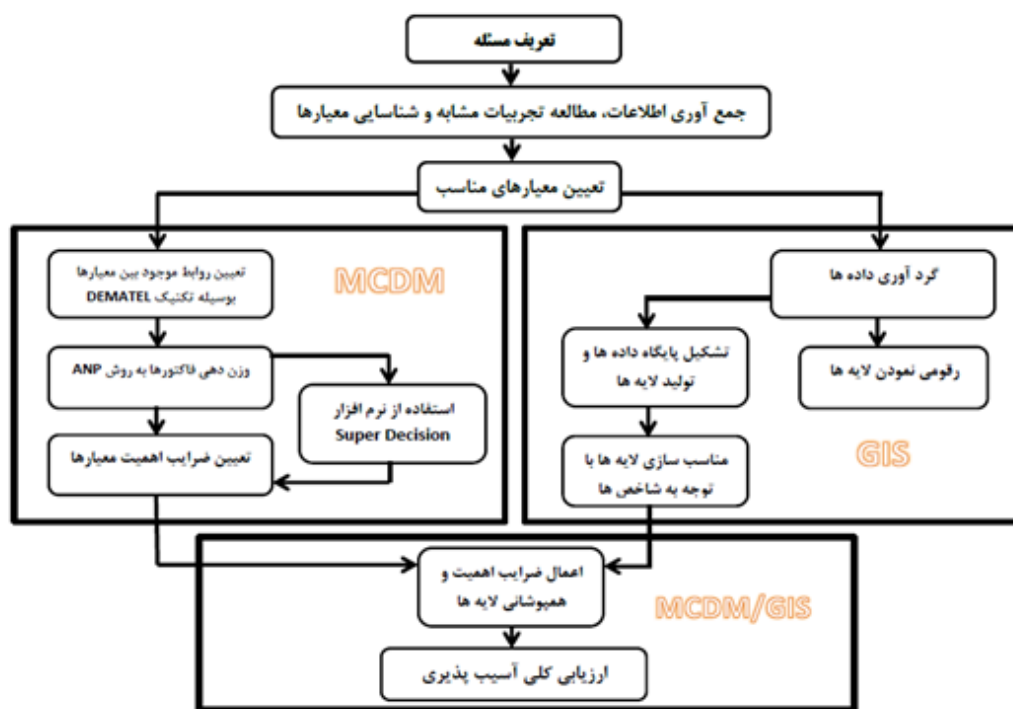 تعریف مسئله
جمع آوری اطلاعات، مطالعه تجربیات مشابه و شناسایی معیارها
تعیین معیارهای مناسب
MCDM
تعیین روابط موجود بین معیارها
بوسیله تکنیک DEMATEL
وزن دهی فاکتورها به روش ANP
استفاده از نرم افزار
Super Decision
تعیین ضرایب اهمیت معیارها
گرد آوری داده ها
تشکیل پایگاه داده ها و
تولید لایه ها
رقومی نمودن لایه ها
GIS
مناسب سازی لایه ها با
توجه به شاخص ها
اعمال ضرایب اهمیت و
همپوشانی لایه ها
MCDM/GIS
ارزیابی کلی آسیب پذیری